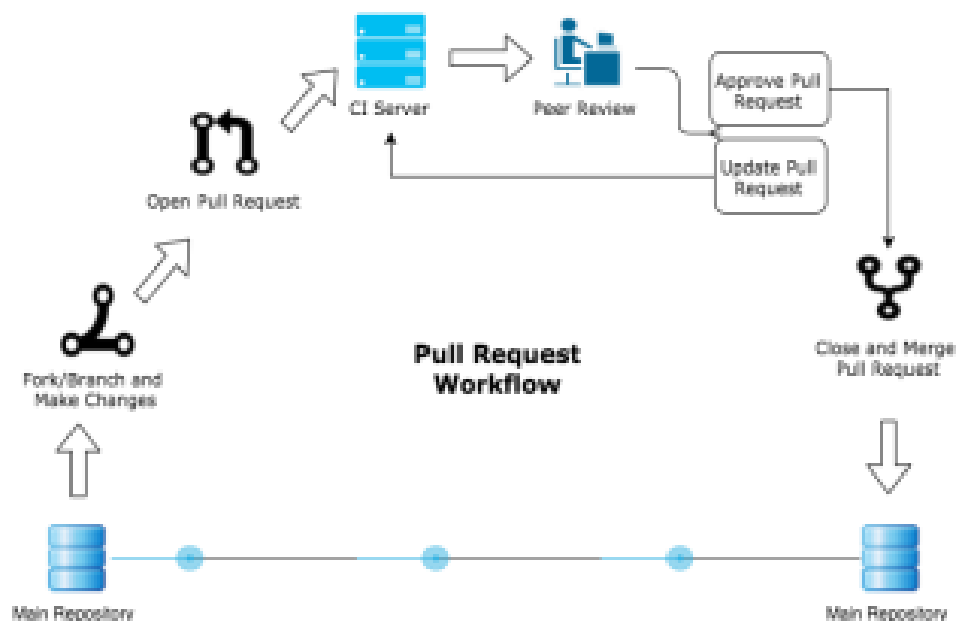 CI Server
Peer Review
Approve Pull
Request
Update Pull
Request
Open Pull Request
Fork/Branch and
Make Changes
Pull Request
Workflow
Close and Merge
Pull Request
Main Repository
Main Repository